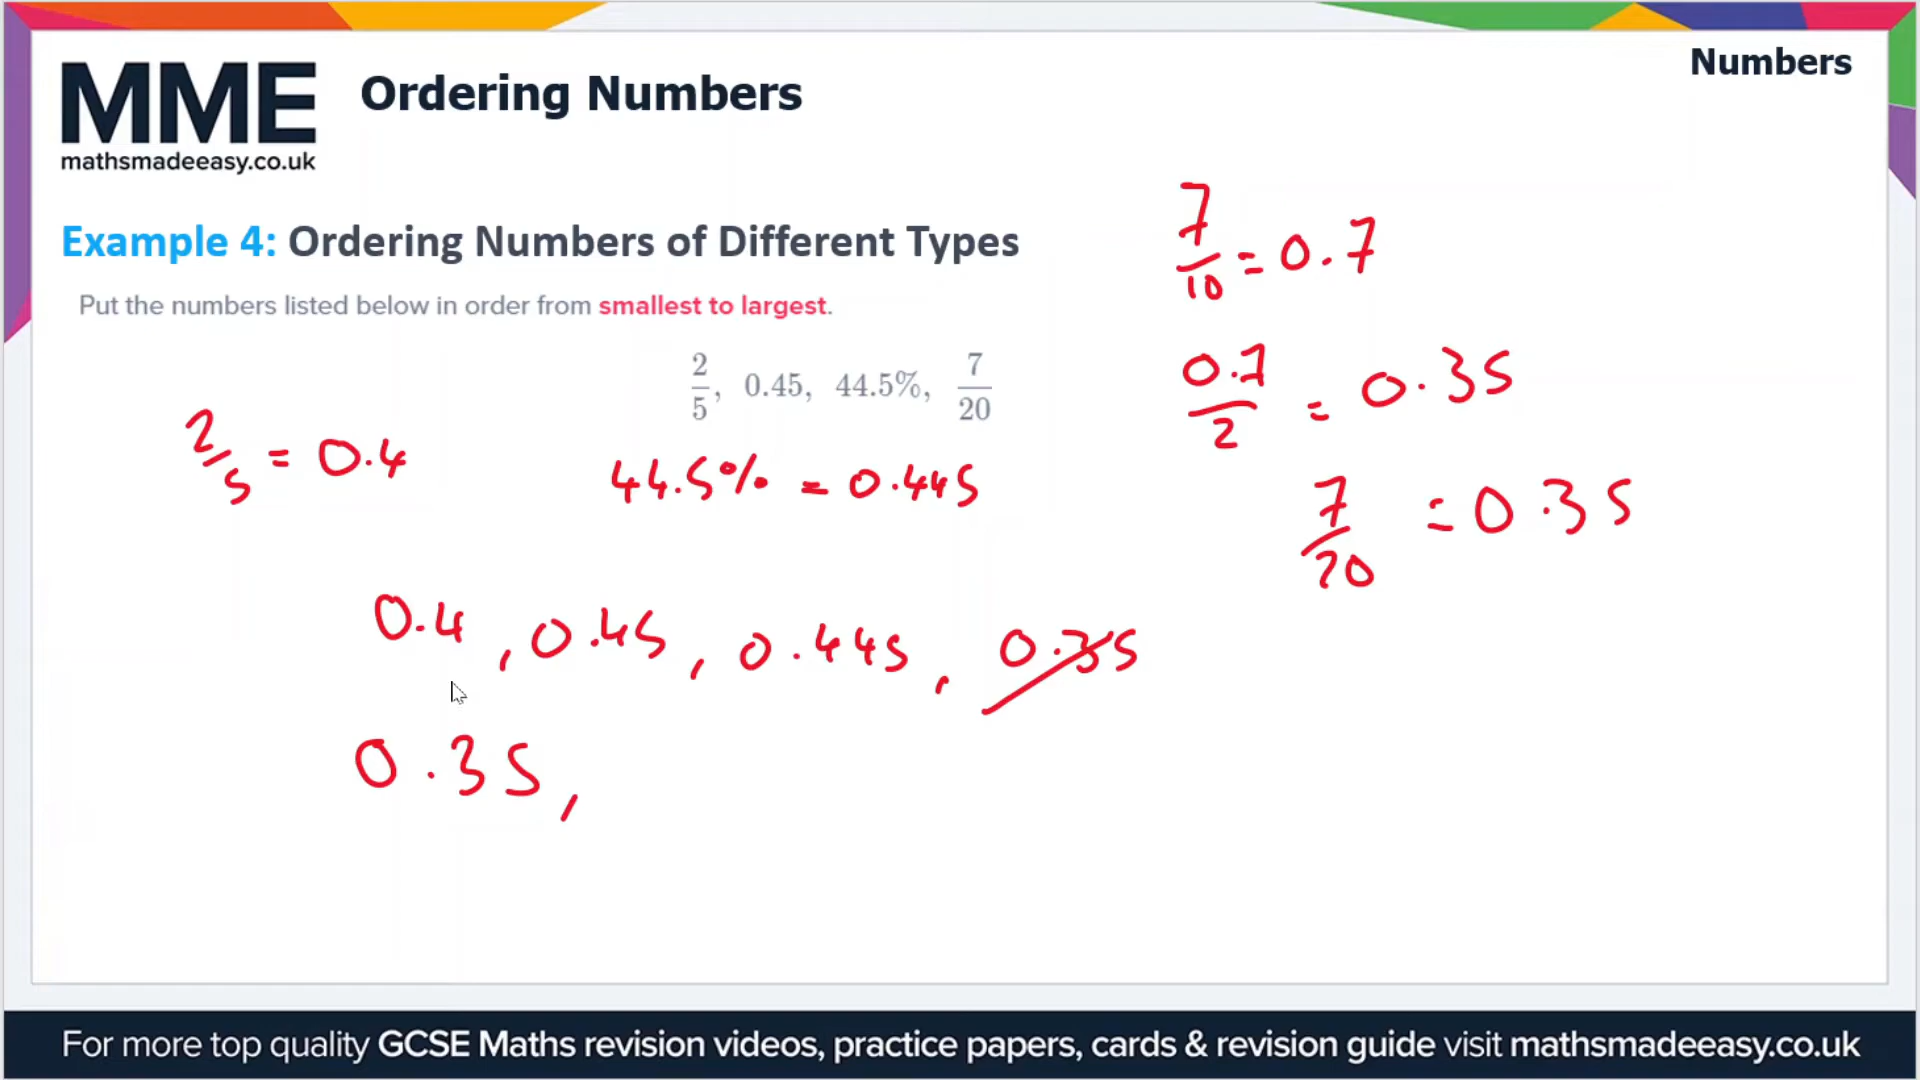 MME
mathsmadeeasy.co.uk
Ordering Numbers
Numbers
Example 4: Ordering Numbers of Different Types
Put the numbers listed below in order from smallest to largest.
2/5, 0.45, 44.5%, 7/20
7/10 = 0.7
0.7/2 = 0.35
2/5 = 0.4
44.5% = 0.445
7/20 = 0.35
0.4, 0.45, 0.445, 0.35
0.35,
For more top quality GCSE Maths revision videos, practice papers, cards & revision guide visit mathsmadeeasy.co.uk